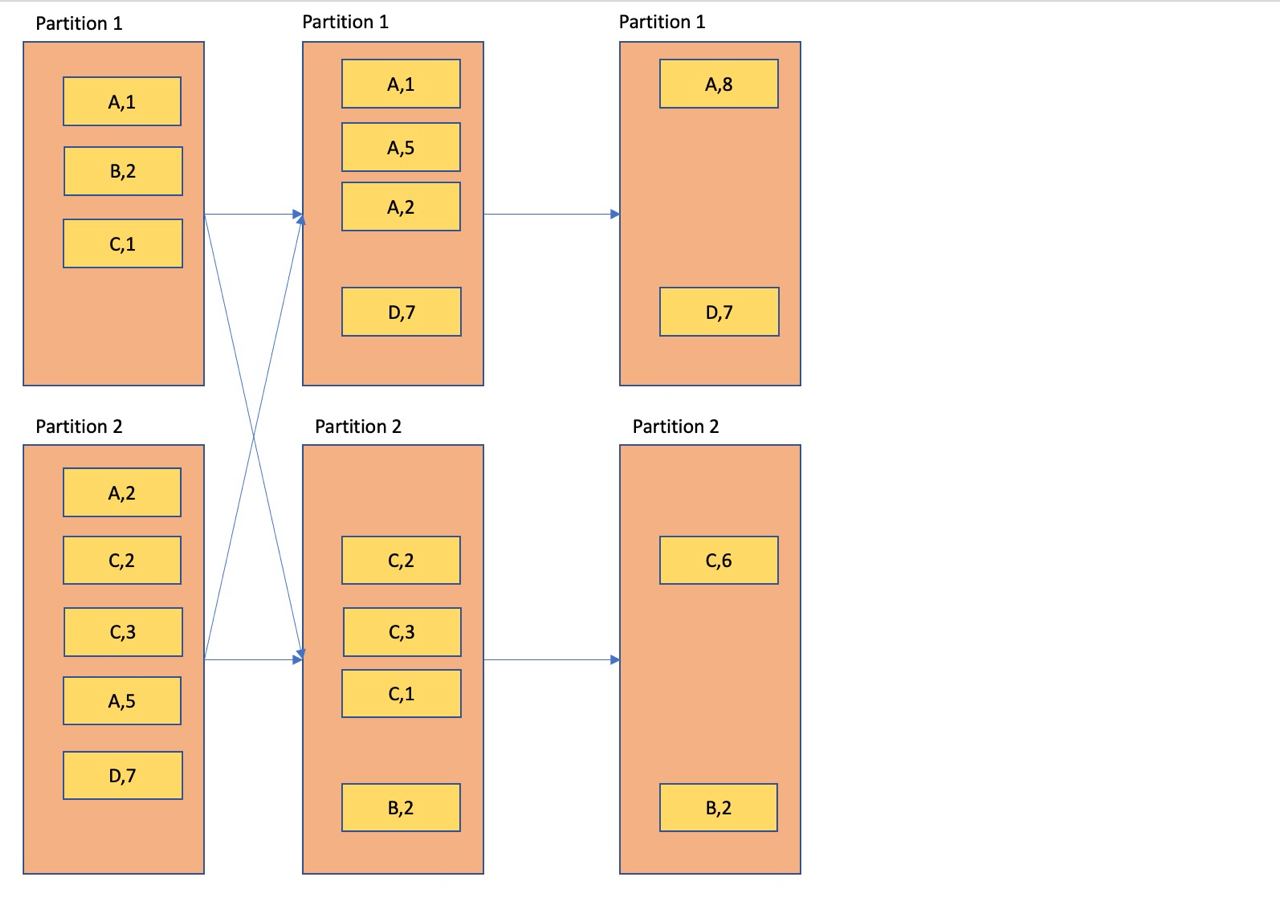 Partition 1
A,1
B,2
C,1
Partition 2
A,2
C,2
C,3
A,5
D,7
Partition 1
A,1
A,5
A,2
D,7
Partition 2
C,2
C,3
C,1
B,2
Partition 1
A,8
D,7
Partition 2
C,6
B,2